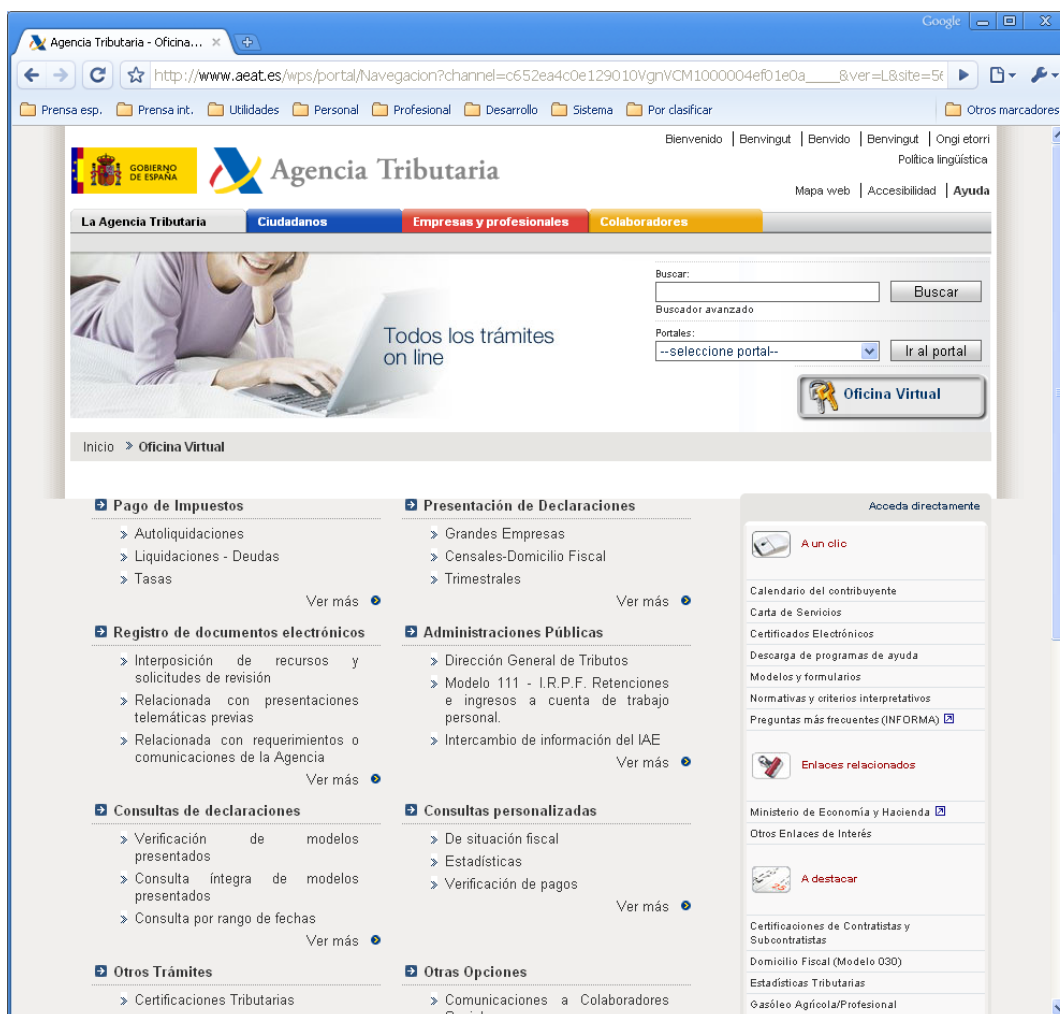 Google
Agencia Tributaria - Oficina...
http://www.aeat.es/wps/portal/Navegacion?channel=c652ea4c0e129010VgnVCM1000004ef01e0a____&ver=L&site=56
Prensa esp. Prensa int. Utilidades Personal Profesional Desarrollo Sistema Por clasificar Otros marcadores
Bienvenido | Benvingut | Benvido | Benvingut | Ongi etorri
Política lingüística
GOBIERNO DE ESPAÑA
Agencia Tributaria
Mapa web | Accesibilidad | Ayuda
La Agencia Tributaria Ciudadanos Empresas y profesionales Colaboradores
Todos los trámites
on line
Buscar:
Buscar
Buscador avanzado
Portales:
--seleccione portal-- Ir al portal
Oficina Virtual
Inicio Oficina Virtual
Pago de Impuestos
Autoliquidaciones
Liquidaciones - Deudas
Tasas
Ver más
Presentación de Declaraciones
Grandes Empresas
Censales-Domicilio Fiscal
Trimestrales
Ver más
Registro de documentos electrónicos
Interposición de recursos y
solicitudes de revisión
Relacionada con presentaciones
telemáticas previas
Relacionada con requerimientos o
comunicaciones de la Agencia
Ver más
Administraciones Públicas
Dirección General de Tributos
Modelo 111 - I.R.P.F. Retenciones
e ingresos a cuenta de trabajo
personal.
Intercambio de información del IAE
Ver más
Consultas de declaraciones
Verificación de modelos
presentados
Consulta íntegra de modelos
presentados
Consulta por rango de fechas
Ver más
Consultas personalizadas
De situación fiscal
Estadísticas
Verificación de pagos
Ver más
Otros Trámites
Certificaciones Tributarias
Otras Opciones
Comunicaciones a Colaboradores
Acceda directamente
A un clic
Calendario del contribuyente
Carta de Servicios
Certificados Electrónicos
Descarga de programas de ayuda
Modelos y formularios
Normativas y criterios interpretativos
Preguntas más frecuentes (INFORMA)
Enlaces relacionados
Ministerio de Economía y Hacienda
Otros Enlaces de Interés
A destacar
Certificaciones de Contratistas y
Subcontratistas
Domicilio Fiscal (Modelo 030)
Estadísticas Tributarias
Gasóleo Agrícola/Profesional